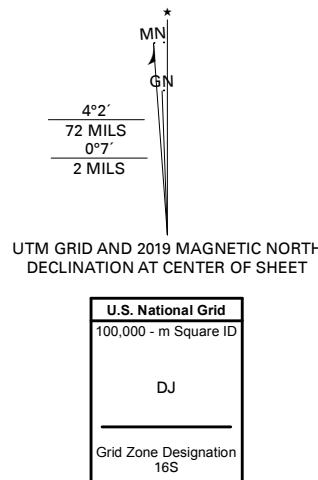 MN
GN
4°2´
72 MILS
0°7´
2 MILS
UTM GRID AND 2019 MAGNETIC NORTH
DECLINATION AT CENTER OF SHEET
U.S. National Grid
100,000 - m Square ID
DJ
Grid Zone Designation
16S